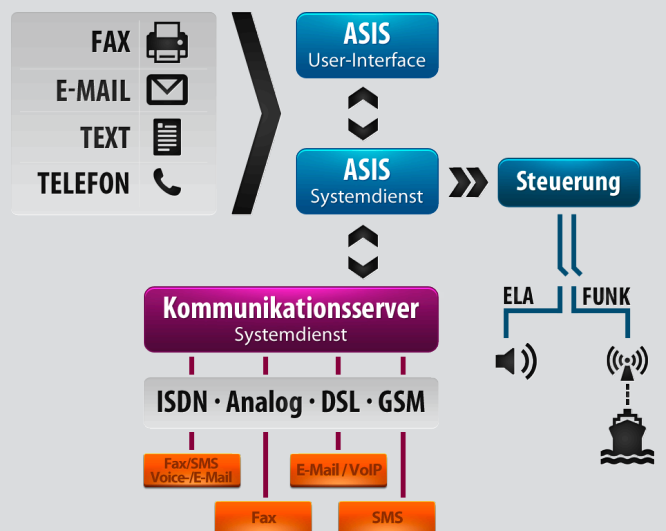 FAX
E-MAIL
TEXT
TELEFON
ASIS
User-Interface
ASIS
Systemdienst
Steuerung
ELA
FUNK
Kommunikationsserver
Systemdienst
ISDN · Analog · DSL · GSM
Fax/SMS
Voice-/E-Mail
E-Mail / VoIP
Fax
SMS